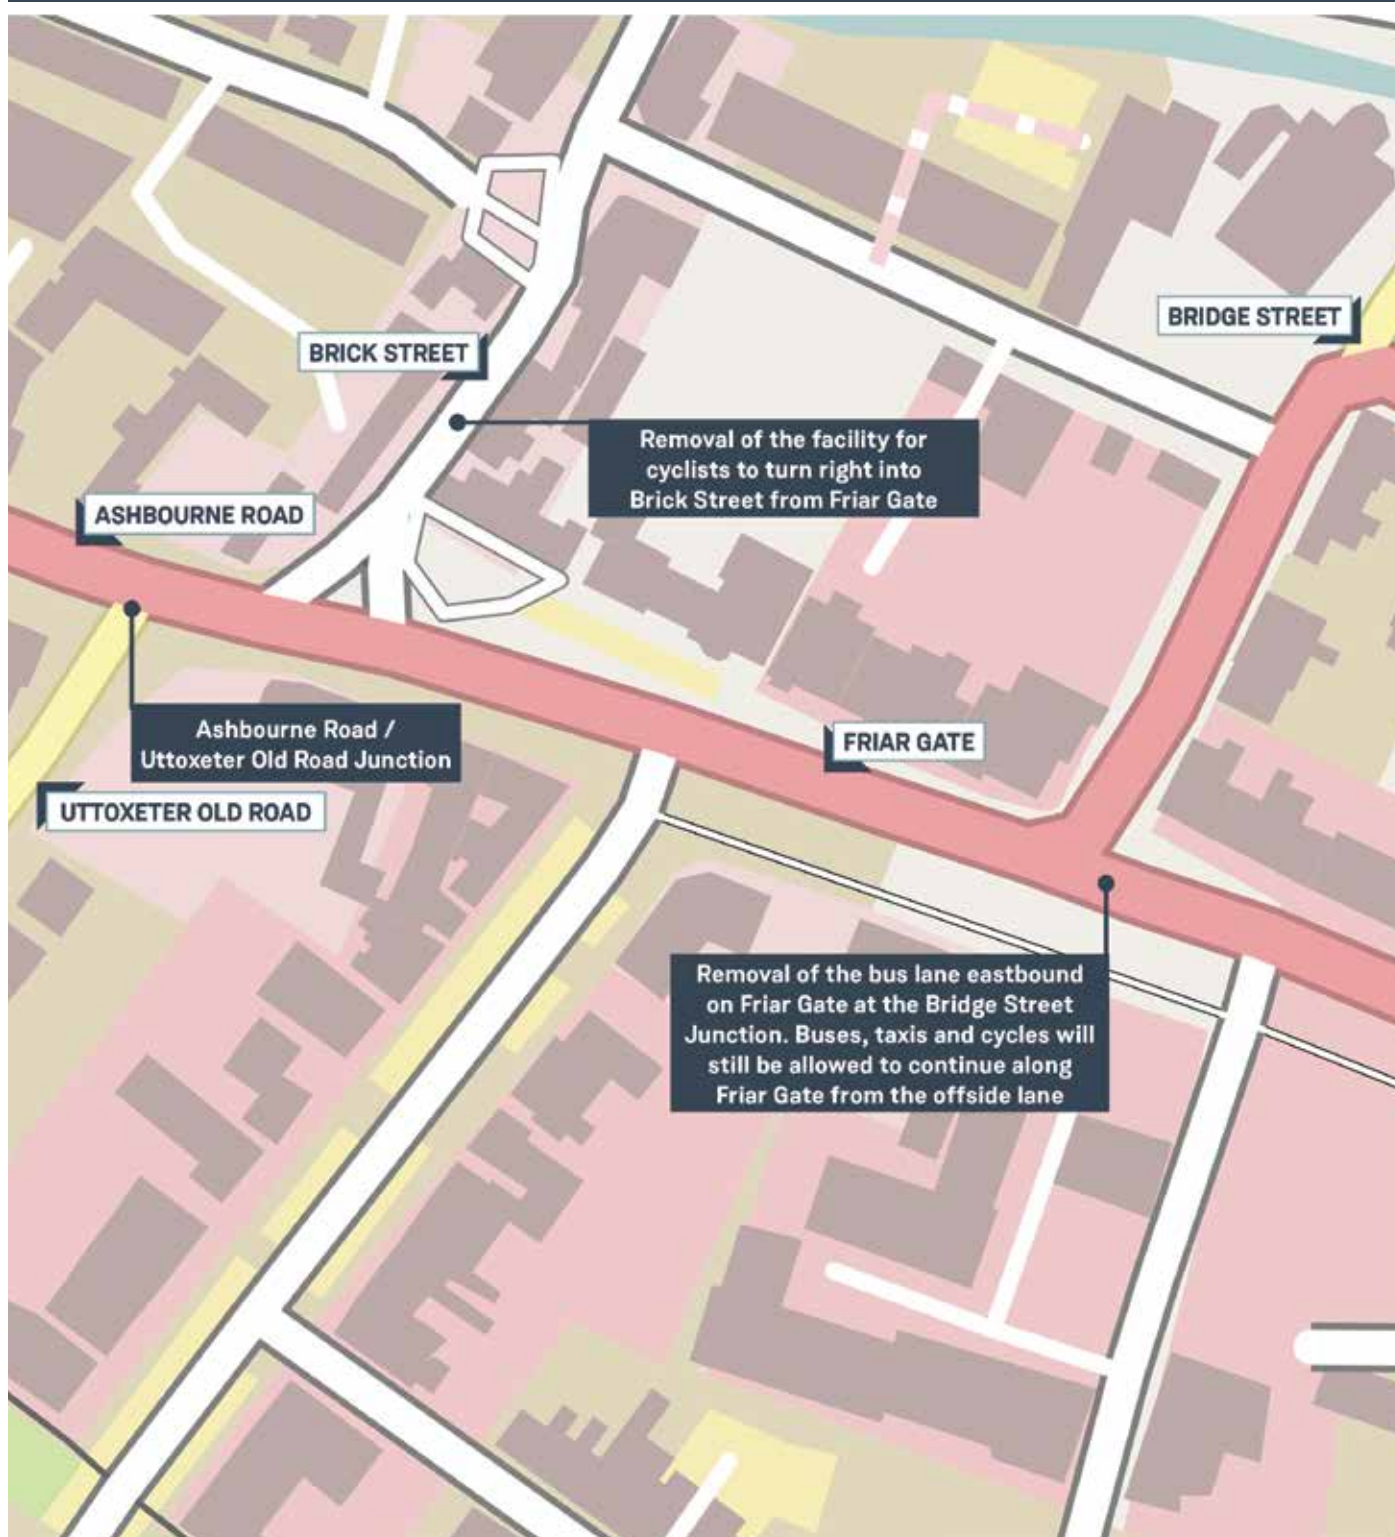 BRIDGE STREET
BRICK STREET
Removal of the facility for
cyclists to turn right into
Brick Street from Friar Gate
ASHBOURNE ROAD
Ashbourne Road /
Uttoxeter Old Road Junction
FRIAR GATE
UTTOXETER OLD ROAD
Removal of the bus lane eastbound
on Friar Gate at the Bridge Street
Junction. Buses, taxis and cycles will
still be allowed to continue along
Friar Gate from the offside lane